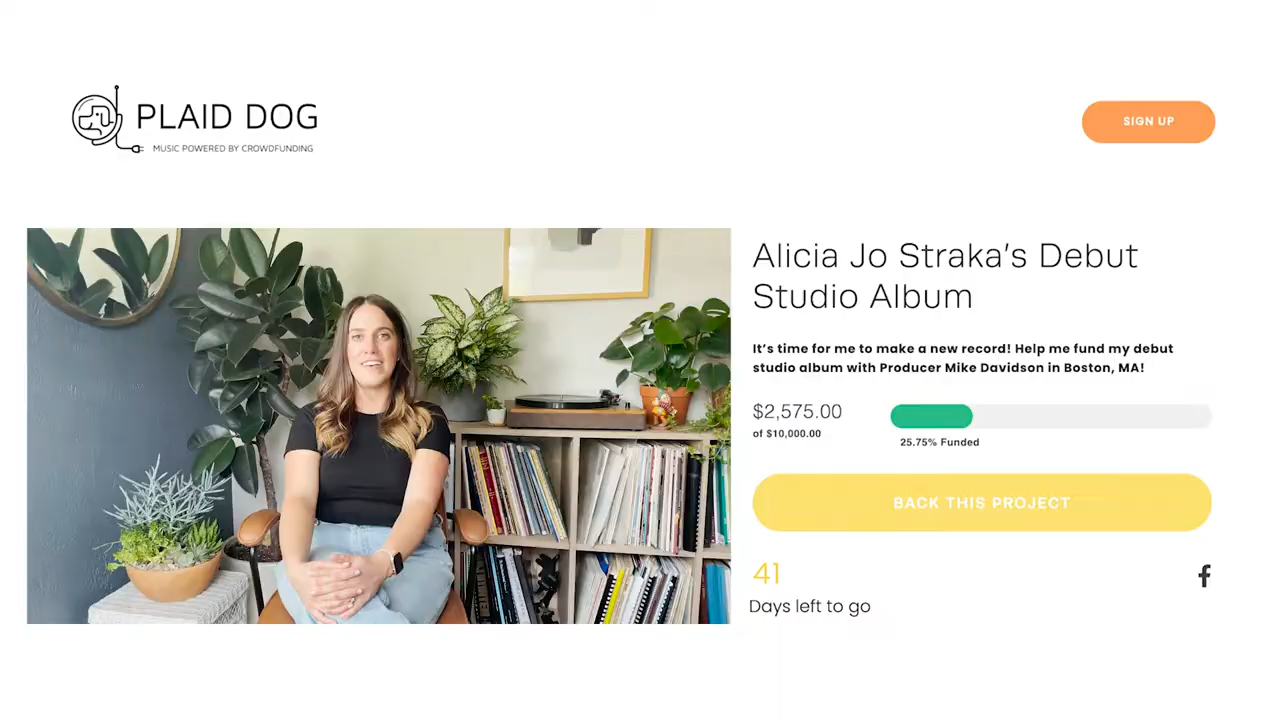 PLAID DOG
MUSIC POWERED BY CROWDFUNDING
SIGN UP
Alicia Jo Straka’s Debut
Studio Album
It’s time for me to make a new record! Help me fund my debut
studio album with Producer Mike Davidson in Boston, MA!
$2,575.00
of $10,000.00
25.75% Funded
BACK THIS PROJECT
41
Days left to go